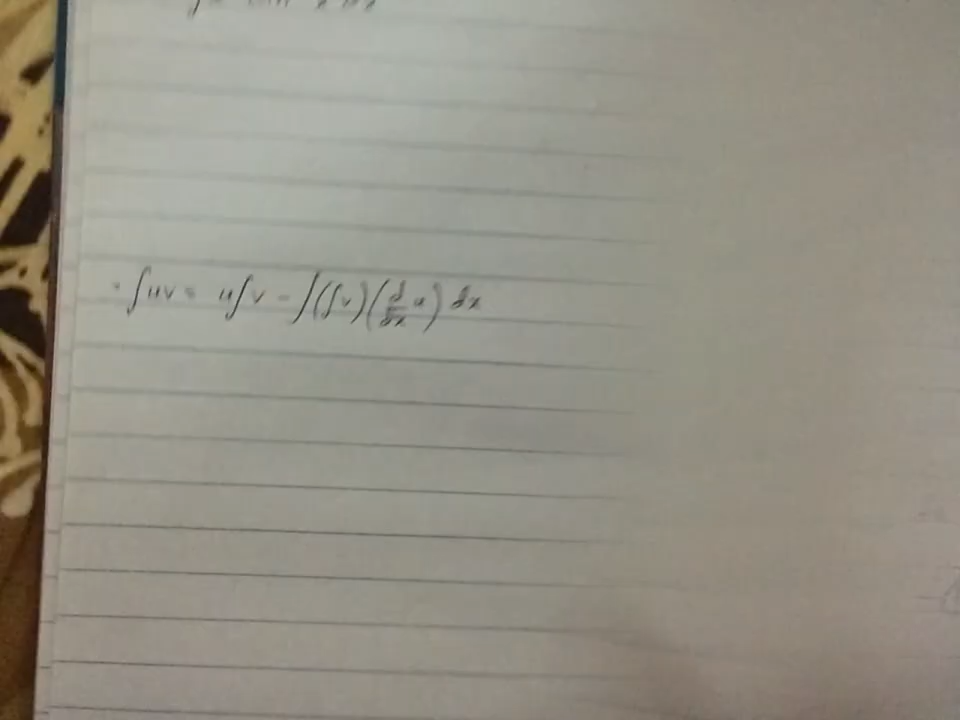 ∫uv = u∫v - ∫(∫v)(d/dx u) dx